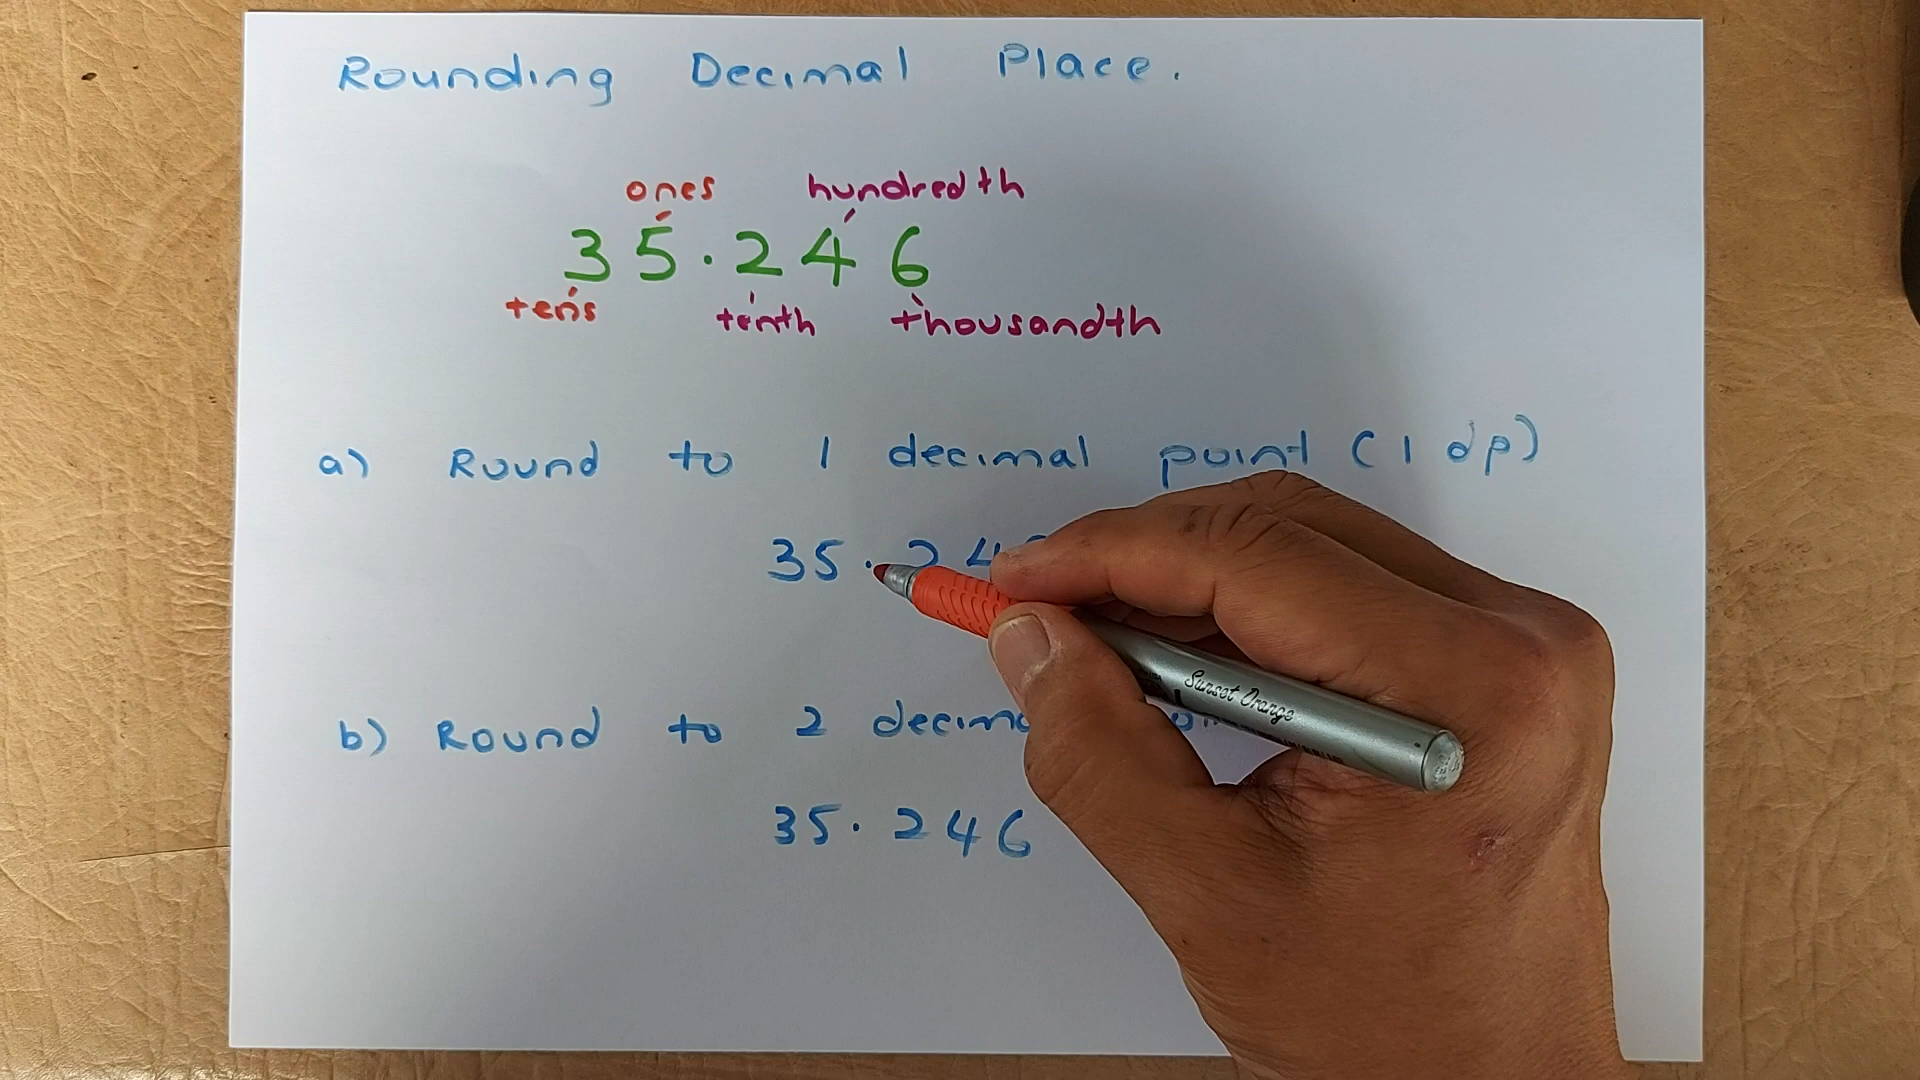 Rounding Decimal Place.
ones hundredth
35.246
tens tenth thousandth
a) Round to 1 decimal point (1 dp)
35.24
Sunset Orange
b) Round to 2
35.246